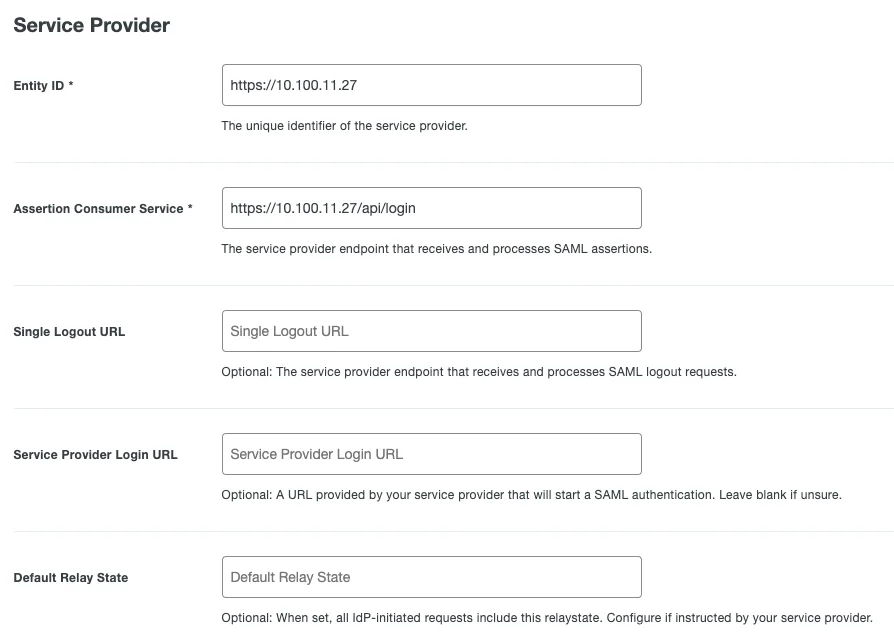 Service Provider
Entity ID *
https://10.100.11.27
The unique identifier of the service provider.
Assertion Consumer Service *
https://10.100.11.27/api/login
The service provider endpoint that receives and processes SAML assertions.
Single Logout URL
Single Logout URL
Optional: The service provider endpoint that receives and processes SAML logout requests.
Service Provider Login URL
Service Provider Login URL
Optional: A URL provided by your service provider that will start a SAML authentication. Leave blank if unsure.
Default Relay State
Default Relay State
Optional: When set, all IdP-initiated requests include this relaystate. Configure if instructed by your service provider.